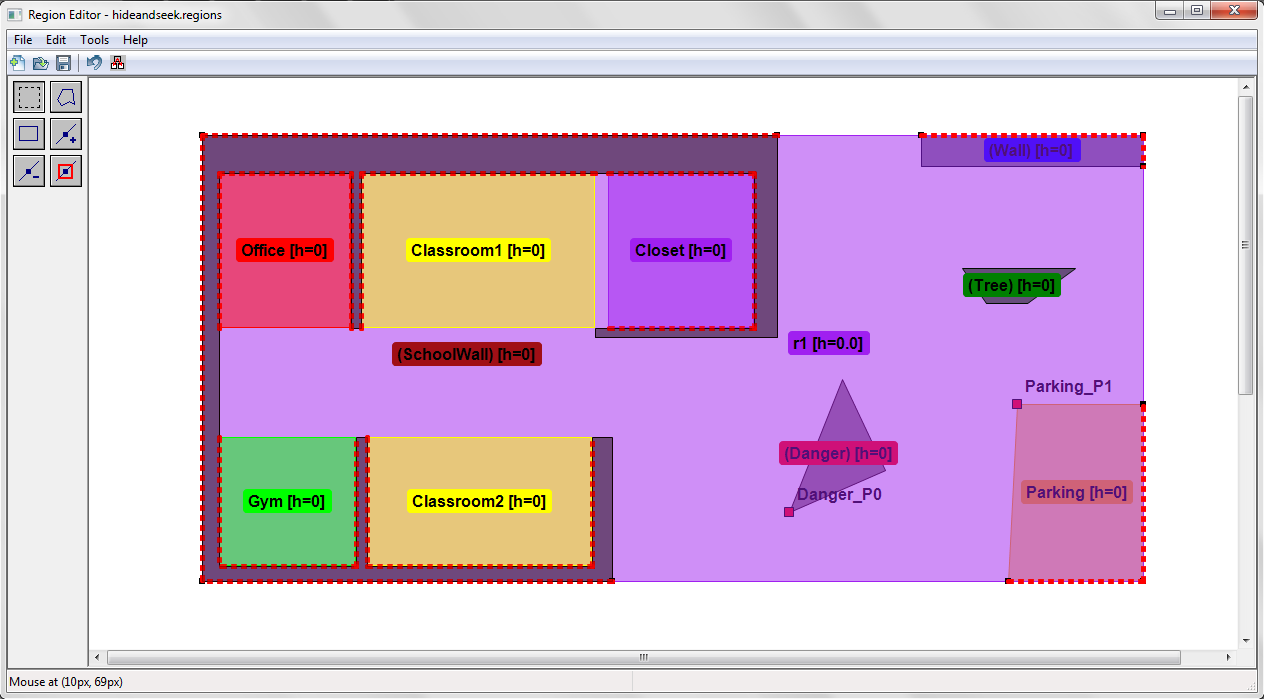 Region Editor - hideandseek.regions
File Edit Tools Help
(Wall) [h=0]
Office [h=0] Classroom1 [h=0] Closet [h=0]
(Tree) [h=0]
r1 [h=0.0]
(SchoolWall) [h=0]
Parking_P1
(Danger) [h=0]
Danger_P0
Parking [h=0]
Gym [h=0] Classroom2 [h=0]
Mouse at (10px, 69px)